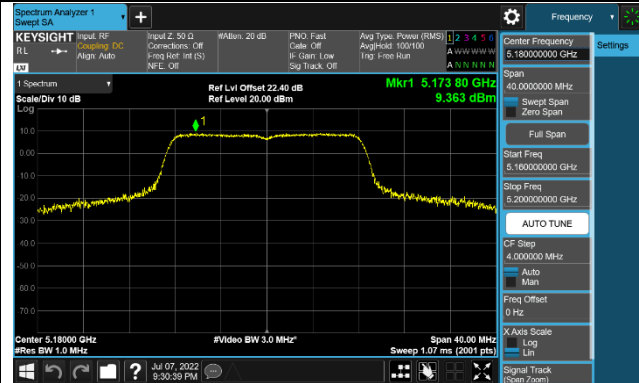 Spectrum Analyzer 1
Swept SA
Frequency
KEYSIGHT
RL
Input: RF
Coupling: DC
Align: Auto
Input Z: 50 Ω
Corrections: Off
Freq Ref: Int (S)
NFE: Off
#Atten: 20 dB
PNO: Fast
Gate: Off
IF Gain: Low
Sig Track: Off
Avg Type: Power (RMS)
Avg|Hold: 100/100
Trig: Free Run
1 2 3 4 5 6
A W W W W W
A N N N N N
LXI
1 Spectrum
Scale/Div 10 dB
Log
Ref Lvl Offset 22.40 dB
Ref Level 20.00 dBm
Mkr1 5.173 80 GHz
9.363 dBm
1
10.0
0.00
-10.0
-20.0
-30.0
-40.0
-50.0
-60.0
-70.0
Center 5.18000 GHz
#Res BW 1.0 MHz
#Video BW 3.0 MHz*
Span 40.00 MHz
Sweep 1.07 ms (2001 pts)
Jul 07, 2022
9:30:39 PM
Center Frequency
5.180000000 GHz
Span
40.0000000 MHz
Swept Span
Zero Span
Full Span
Start Freq
5.160000000 GHz
Stop Freq
5.200000000 GHz
AUTO TUNE
CF Step
4.000000 MHz
Auto
Man
Freq Offset
0 Hz
X Axis Scale
Log
Lin
Signal Track
(Span Zoom)
Settings